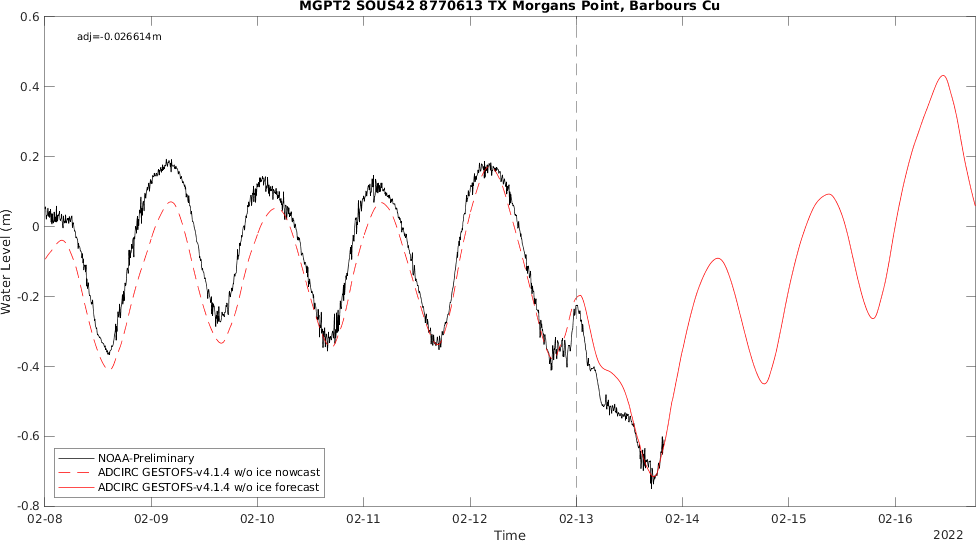 MGPT2 SOUS42 8770613 TX Morgans Point, Barbours Cu
adj=-0.026614m
0.6
0.4
0.2
0
-0.2
-0.4
-0.6
-0.8
Water Level (m)
NOAA-Preliminary
ADCIRC GESTOFS-v4.1.4 w/o ice nowcast
ADCIRC GESTOFS-v4.1.4 w/o ice forecast
02-08 02-09 02-10 02-11 02-12 02-13 02-14 02-15 02-16
Time
2022